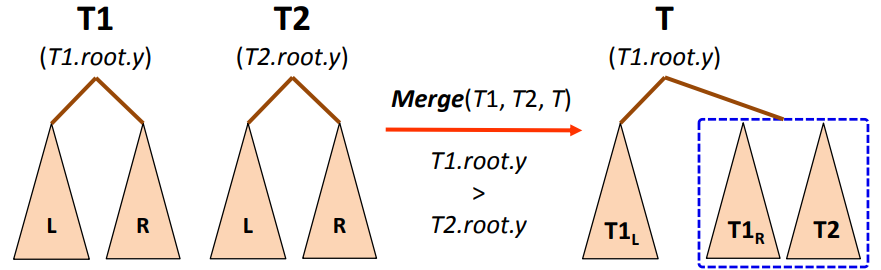 T1 T2 T
(T1.root.y) (T2.root.y) (T1.root.y)
Merge(T1, T2, T)
T1.root.y
>
T2.root.y
L R L R T1L T1R T2